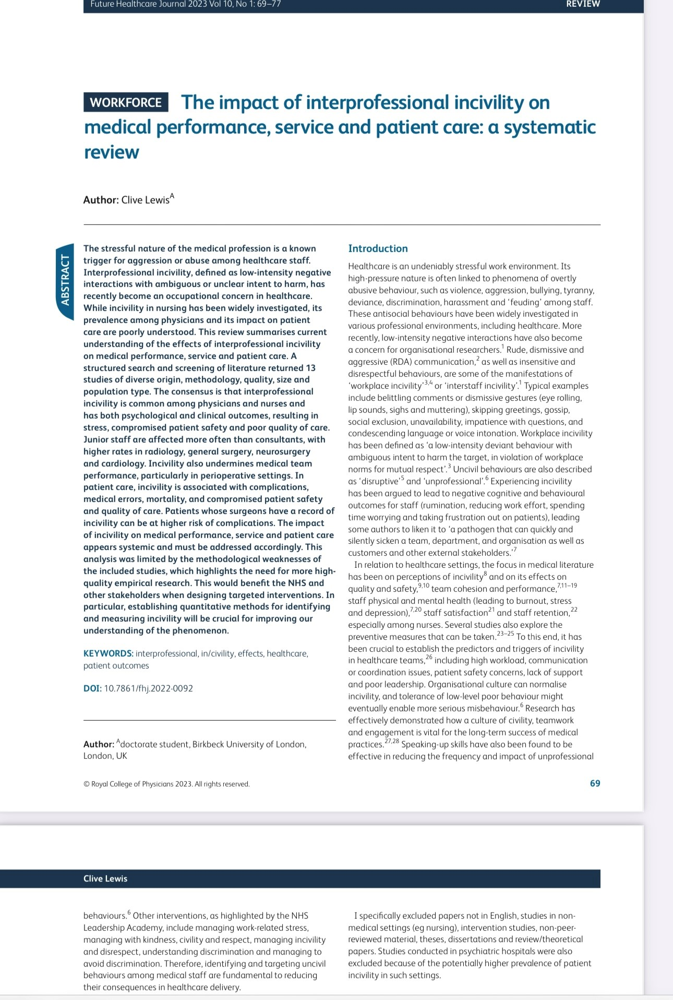 Future Healthcare Journal 2023 Vol 10, No 1: 69–77
REVIEW
WORKFORCE The impact of interprofessional incivility on
medical performance, service and patient care: a systematic
review
Author: Clive Lewisᴬ
ABSTRACT
The stressful nature of the medical profession is a known
trigger for aggression or abuse among healthcare staff.
Interprofessional incivility, defined as low-intensity negative
interactions with ambiguous or unclear intent to harm, has
recently become an occupational concern in healthcare.
While incivility in nursing has been widely investigated, its
prevalence among physicians and its impact on patient
care are poorly understood. This review summarises current
understanding of the effects of interprofessional incivility
on medical performance, service and patient care. A
structured search and screening of literature returned 13
studies of diverse origin, methodology, quality, size and
population type. The consensus is that interprofessional
incivility is common among physicians and nurses and
has both psychological and clinical outcomes, resulting in
stress, compromised patient safety and poor quality of care.
Junior staff are affected more often than consultants, with
higher rates in radiology, general surgery, neurosurgery
and cardiology. Incivility also undermines medical team
performance, particularly in perioperative settings. In
patient care, incivility is associated with complications,
medical errors, mortality, and compromised patient safety
and quality of care. Patients whose surgeons have a record of
incivility can be at higher risk of complications. The impact
of incivility on medical performance, service and patient care
appears systemic and must be addressed accordingly. This
analysis was limited by the methodological weaknesses of
the included studies, which highlights the need for more high-
quality empirical research. This would benefit the NHS and
other stakeholders when designing targeted interventions. In
particular, establishing quantitative methods for identifying
and measuring incivility will be crucial for improving our
understanding of the phenomenon.
KEYWORDS: interprofessional, in/civility, effects, healthcare,
patient outcomes
DOI: 10.7861/fhj.2022-0092
Author: ᴬdoctorate student, Birkbeck University of London,
London, UK
Introduction
Healthcare is an undeniably stressful work environment. Its
high-pressure nature is often linked to phenomena of overtly
abusive behaviour, such as violence, aggression, bullying, tyranny,
deviance, discrimination, harassment and ‘feuding’ among staff.
These antisocial behaviours have been widely investigated in
various professional environments, including healthcare. More
recently, low-intensity negative interactions have also become
a concern for organisational researchers.¹ Rude, dismissive and
aggressive (RDA) communication,² as well as insensitive and
disrespectful behaviours, are some of the manifestations of
‘workplace incivility’³,⁴ or ‘interstaff incivility’.¹ Typical examples
include belittling comments or dismissive gestures (eye rolling,
lip sounds, sighs and muttering), skipping greetings, gossip,
social exclusion, unavailability, impatience with questions, and
condescending language or voice intonation. Workplace incivility
has been defined as ‘a low-intensity deviant behaviour with
ambiguous intent to harm the target, in violation of workplace
norms for mutual respect’.³ Uncivil behaviours are also described
as ‘disruptive’⁵ and ‘unprofessional’.⁶ Experiencing incivility
has been argued to lead to negative cognitive and behavioural
outcomes for staff (rumination, reducing work effort, spending
time worrying and taking frustration out on patients), leading
some authors to liken it to ‘a pathogen that can quickly and
silently sicken a team, department, and organisation as well as
customers and other external stakeholders.’⁷
In relation to healthcare settings, the focus in medical literature
has been on perceptions of incivility⁸ and on its effects on
quality and safety,⁹,¹⁰ team cohesion and performance,⁷,¹¹⁻¹⁹
staff physical and mental health (leading to burnout, stress
and depression),⁷,²⁰ staff satisfaction²¹ and staff retention,²²
especially among nurses. Several studies also explore the
preventive measures that can be taken.²³⁻²⁵ To this end, it has
been crucial to establish the predictors and triggers of incivility
in healthcare teams,²⁶ including high workload, communication
or coordination issues, patient safety concerns, lack of support
and poor leadership. Organisational culture can normalise
incivility, and tolerance of low-level poor behaviour might
eventually enable more serious misbehaviour.⁶ Research has
effectively demonstrated how a culture of civility, teamwork
and engagement is vital for the long-term success of medical
practices.²⁷,²⁸ Speaking-up skills have also been found to be
effective in reducing the frequency and impact of unprofessional
© Royal College of Physicians 2023. All rights reserved.
69
Clive Lewis
behaviours.⁶ Other interventions, as highlighted by the NHS
Leadership Academy, include managing work-related stress,
managing with kindness, civility and respect, managing incivility
and disrespect, understanding discrimination and managing to
avoid discrimination. Therefore, identifying and targeting uncivil
behaviours among medical staff are fundamental to reducing
their consequences in healthcare delivery.
I specifically excluded papers not in English, studies in non-
medical settings (eg nursing), intervention studies, non-peer-
reviewed material, theses, dissertations and review/theoretical
papers. Studies conducted in psychiatric hospitals were also
excluded because of the potentially higher prevalence of patient
incivility in such settings.